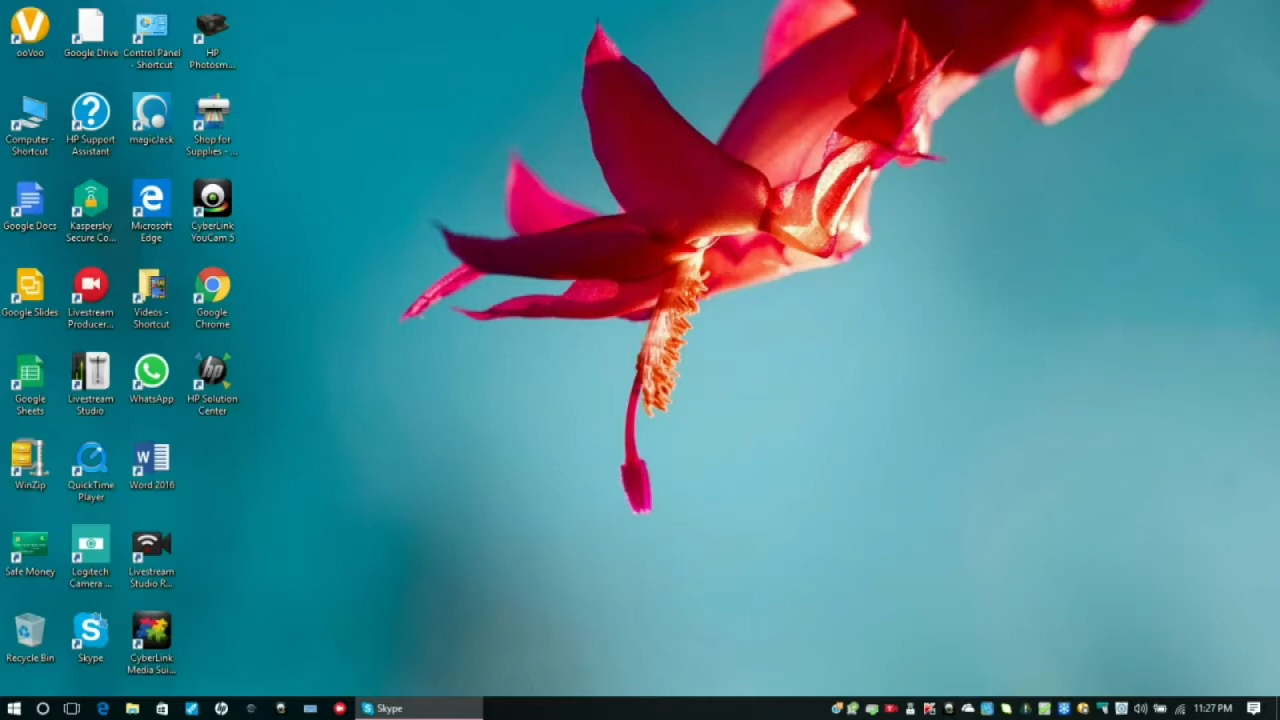 ooVoo
Google Drive
Control Panel
- Shortcut
HP
Photosm...
Computer -
Shortcut
HP Support
Assistant
magicJack
Shop for
Supplies - ...
Google Docs
Kaspersky
Secure Co...
Microsoft
Edge
CyberLink
YouCam 5
Google Slides
Livestream
Producer...
Videos -
Shortcut
Google
Chrome
Google
Sheets
Livestream
Studio
WhatsApp
HP Solution
Center
WinZip
QuickTime
Player
Word 2016
Safe Money
Logitech
Camera ...
Livestream
Studio R...
Recycle Bin
Skype
CyberLink
Media Sui...
Skype
11:27 PM